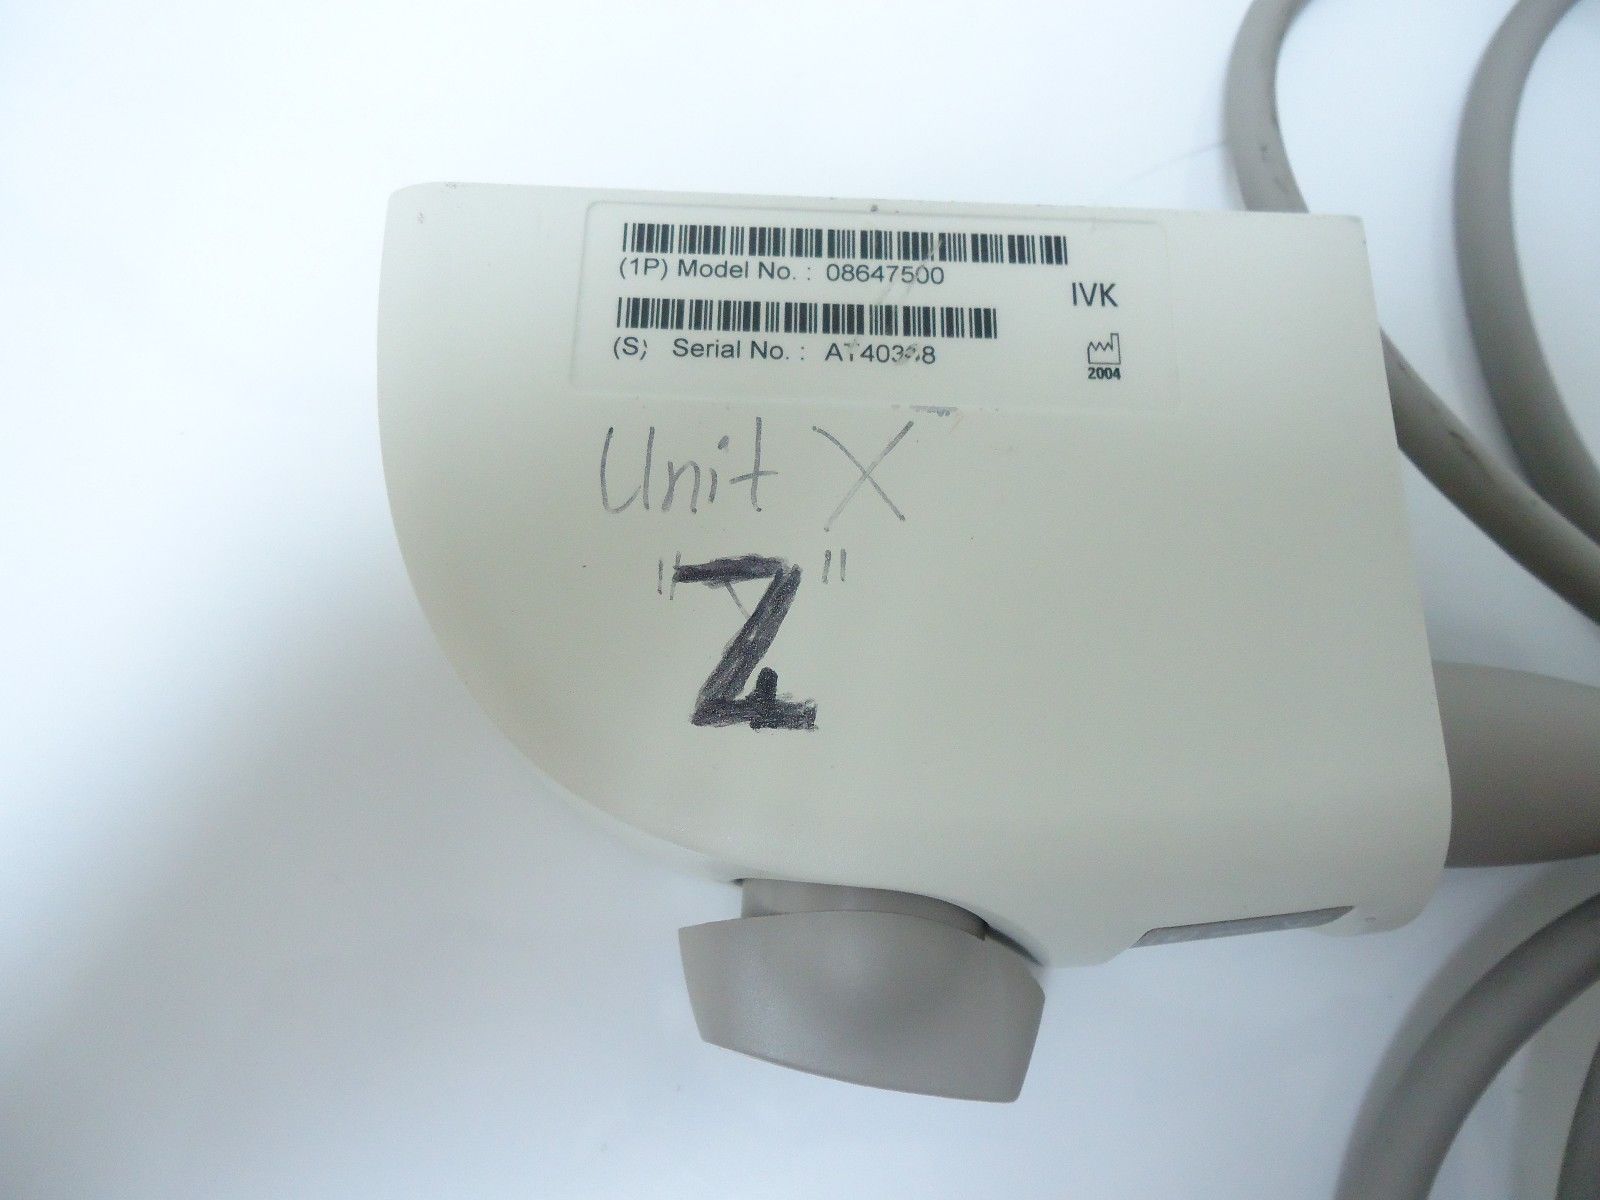 (1P) Model No. : 08647500
IVK
(S) Serial No. :
2004
Unit X
"Z"